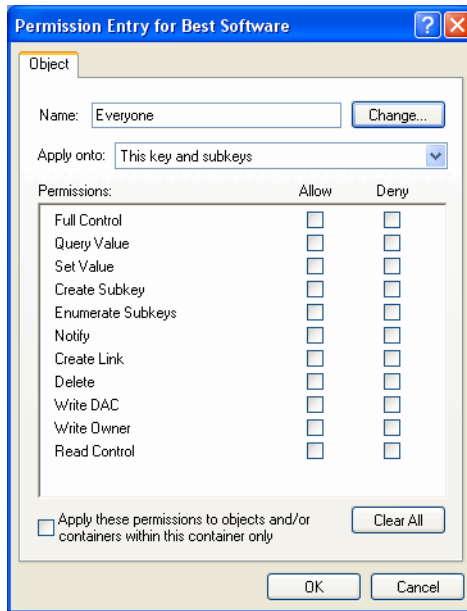 Permission Entry for Best Software
Object
Name: Everyone Change...
Apply onto: This key and subkeys
Permissions: Allow Deny
Full Control
Query Value
Set Value
Create Subkey
Enumerate Subkeys
Notify
Create Link
Delete
Write DAC
Write Owner
Read Control
Apply these permissions to objects and/or
containers within this container only
Clear All
OK Cancel